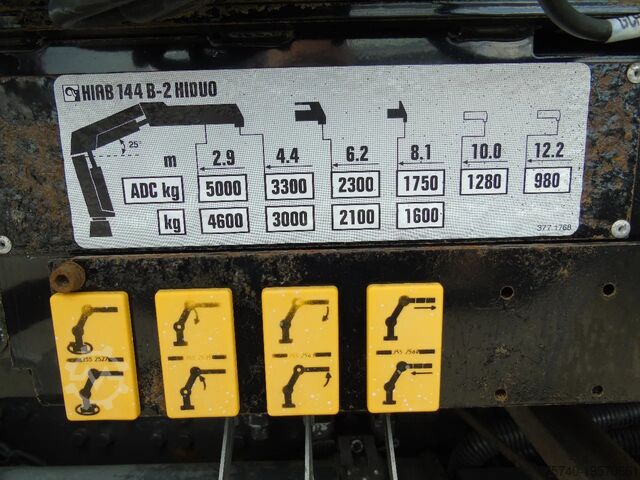 HIAB 144 B-2 HIDUO
25°
m 2.9 4.4 6.2 8.1 10.0 12.2
ADC kg 5000 3300 2300 1750 1280 980
kg 4600 3000 2100 1600
377 1768